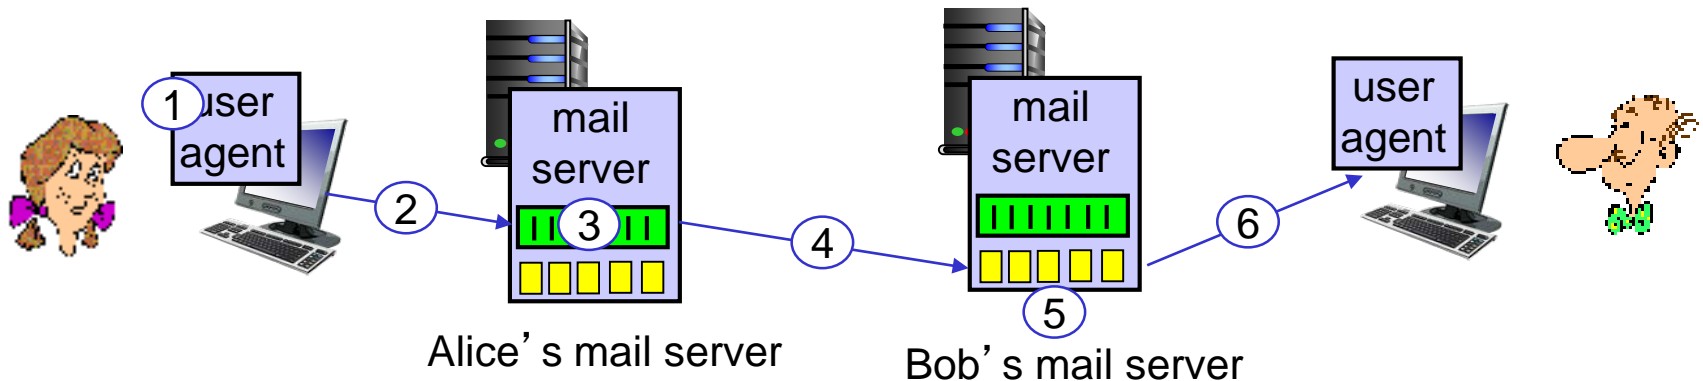 1
user
agent
2
mail
server
3
Alice’s mail server
4
mail
server
5
Bob’s mail server
6
user
agent